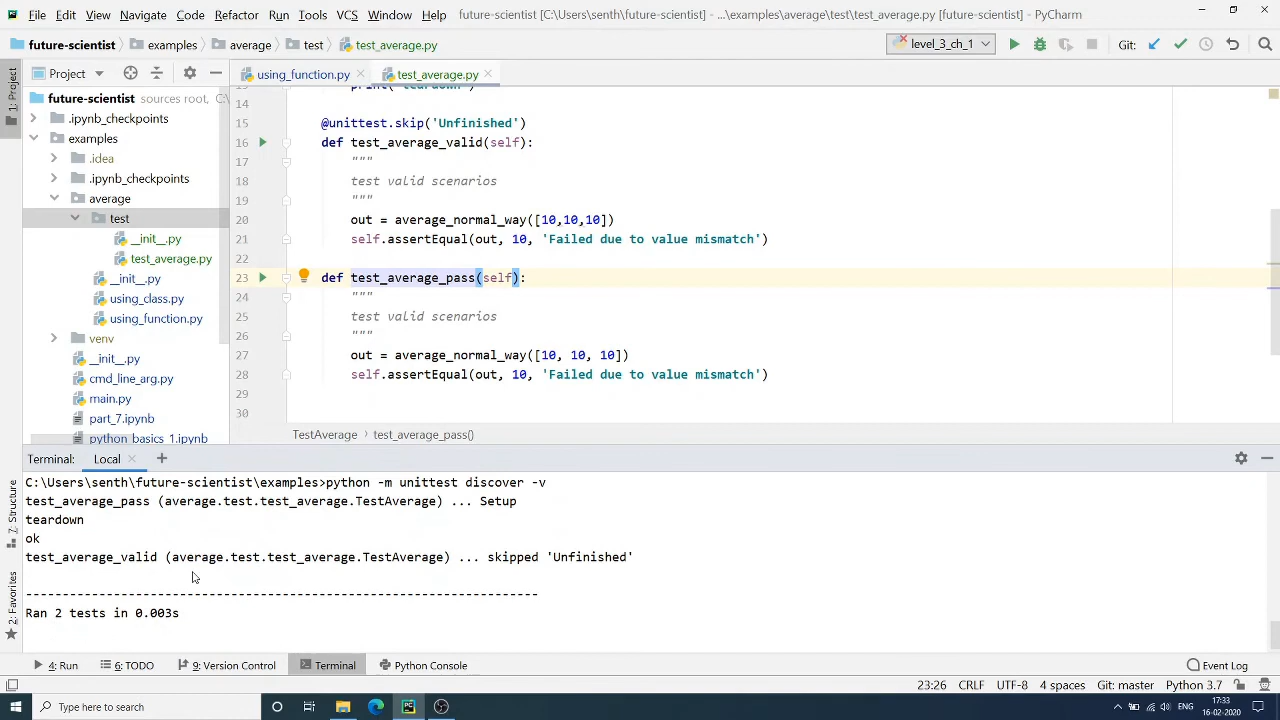 File Edit View Navigate Code Refactor Run Tools VCS Window Help future-scientist [C:\Users\senth\future-scientist] - ...\examples\average\test\test_average.py [future-scientist] - PyCharm
future-scientist examples average test test_average.py level_3_ch_1 Git:
1: Project
Project using_function.py test_average.py
future-scientist sources root, C:\
.ipynb_checkpoints
examples
.idea
.ipynb_checkpoints
average
test
__init__.py
test_average.py
__init__.py
using_class.py
using_function.py
venv
__init__.py
cmd_line_arg.py
main.py
part_7.ipynb
python_basics_1.ipynb
13 print("teardown")
14
15 @unittest.skip('Unfinished')
16 def test_average_valid(self):
17 """
18 test valid scenarios
19 """
20 out = average_normal_way([10,10,10])
21 self.assertEqual(out, 10, 'Failed due to value mismatch')
22
23 def test_average_pass(self):
24 """
25 test valid scenarios
26 """
27 out = average_normal_way([10, 10, 10])
28 self.assertEqual(out, 10, 'Failed due to value mismatch')
29
30
TestAverage test_average_pass()
Terminal: Local
C:\Users\senth\future-scientist\examples>python -m unittest discover -v
test_average_pass (average.test.test_average.TestAverage) ... Setup
teardown
ok
test_average_valid (average.test.test_average.TestAverage) ... skipped 'Unfinished'
----------------------------------------------------------------------
Ran 2 tests in 0.003s
7: Structure
2: Favorites
4: Run 6: TODO 9: Version Control Terminal Python Console Event Log
23:26 CRLF UTF-8 4 spaces Git: master Python 3.7
Type here to search
ENG
17:33
16-02-2020